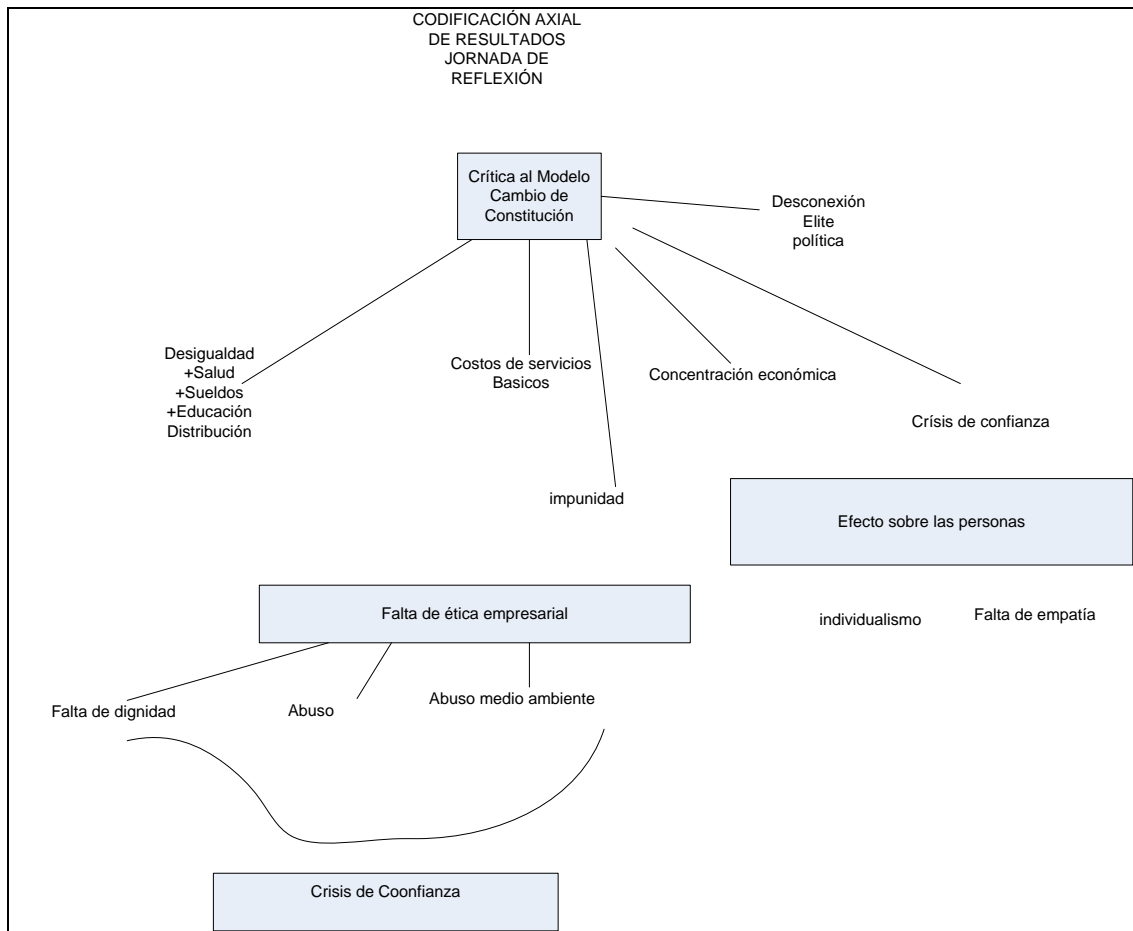 CODIFICACIÓN AXIAL
DE RESULTADOS
JORNADA DE
REFLEXIÓN
Crítica al Modelo
Cambio de
Constitución
Desconexión
Elite
política
Desigualdad
+Salud
+Sueldos
+Educación
Distribución
Costos de servicios
Basicos
Concentración económica
Crísis de confianza
impunidad
Efecto sobre las personas
individualismo
Falta de empatía
Falta de ética empresarial
Falta de dignidad
Abuso
Abuso medio ambiente
Crisis de Coonfianza